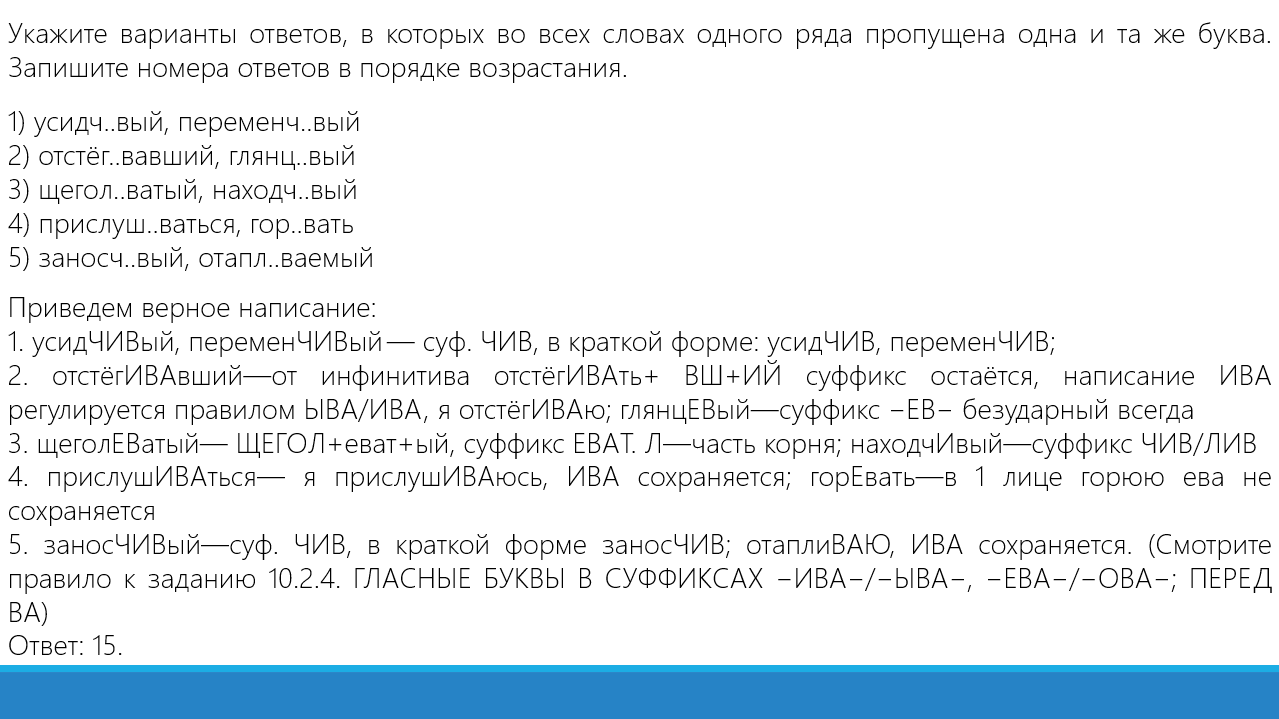 Укажите варианты ответов, в которых во всех словах одного ряда пропущена одна и та же буква.
Запишите номера ответов в порядке возрастания.
1) усидч..вый, переменч..вый
2) отстёг..вавший, глянц..вый
3) щегол..ватый, находч..вый
4) прислуш..ваться, гор..вать
5) заносч..вый, отапл..ваемый
Приведем верное написание:
1. усидЧИВый, переменЧИВый— суф. ЧИВ, в краткой форме: усидЧИВ, переменЧИВ;
2. отстёгИВАвший—от инфинитива отстёгИВАть+ ВШ+ИЙ суффикс остаётся, написание ИВА
регулируется правилом ЫВА/ИВА, я отстёгИВАю; глянцЕВый—суффикс −ЕВ− безударный всегда
3. щеголЕВатый— ЩЕГОЛ+еват+ый, суффикс ЕВАТ. Л—часть корня; находчИвый—суффикс ЧИВ/ЛИВ
4. прислушИВАться— я прислушИВАюсь, ИВА сохраняется; горЕвать—в 1 лице горюю ева не
сохраняется
5. заносЧИВый—суф. ЧИВ, в краткой форме заносЧИВ; отаплиВАЮ, ИВА сохраняется. (Смотрите
правило к заданию 10.2.4. ГЛАСНЫЕ БУКВЫ В СУФФИКСАХ −ИВА−/−ЫВА−, −ЕВА−/−ОВА−; ПЕРЕД
ВА)
Ответ: 15.